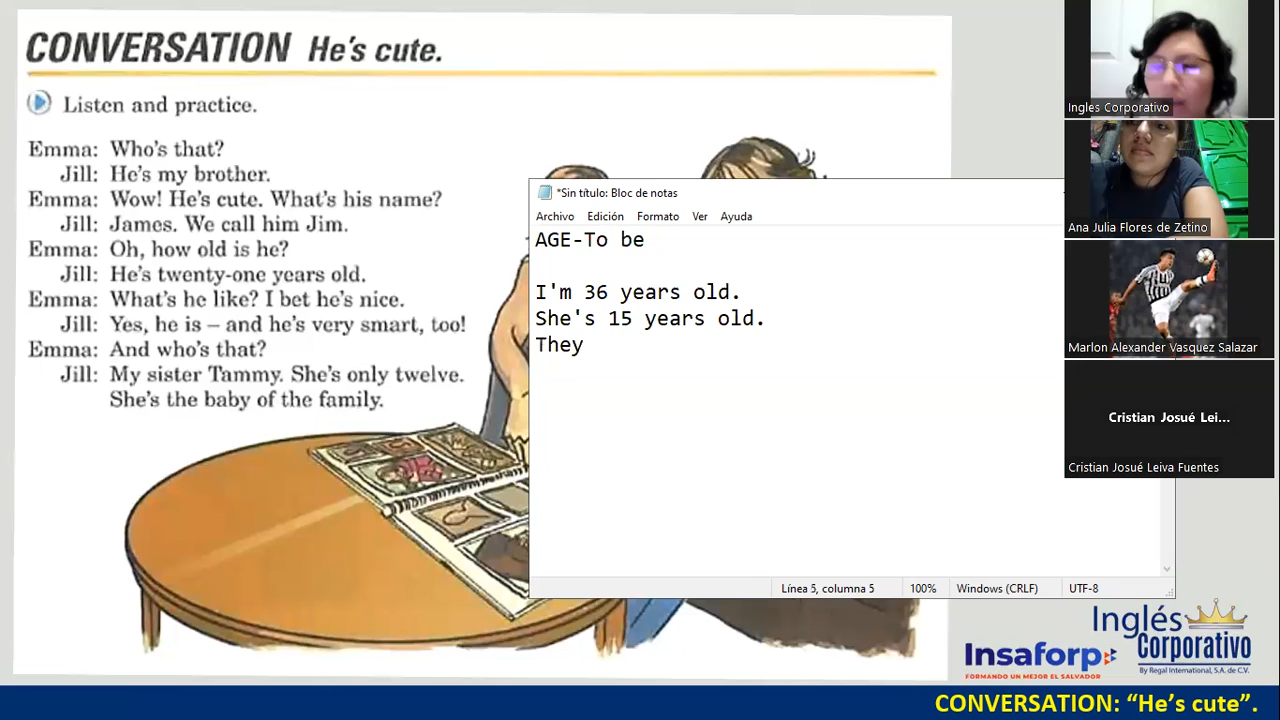 CONVERSATION He's cute.
Listen and practice.
Emma: Who's that?
Jill: He's my brother.
Emma: Wow! He's cute. What's his name?
Jill: James. We call him Jim.
Emma: Oh, how old is he?
Jill: He's twenty-one years old.
Emma: What's he like? I bet he's nice.
Jill: Yes, he is – and he's very smart, too!
Emma: And who's that?
Jill: My sister Tammy. She's only twelve.
She's the baby of the family.
*Sin título: Bloc de notas
Archivo Edición Formato Ver Ayuda
AGE-To be
I'm 36 years old.
She's 15 years old.
They
Línea 5, columna 5 100% Windows (CRLF) UTF-8
Ingles Corporativo
Ana Julia Flores de Zetino
Marlon Alexander Vasquez Salazar
Cristian Josué Lei...
Cristian Josué Leiva Fuentes
Insaforp
FORMANDO UN MEJOR EL SALVADOR
Inglés
Corporativo
By Regal International, S.A. de C.V.
CONVERSATION: “He’s cute”.